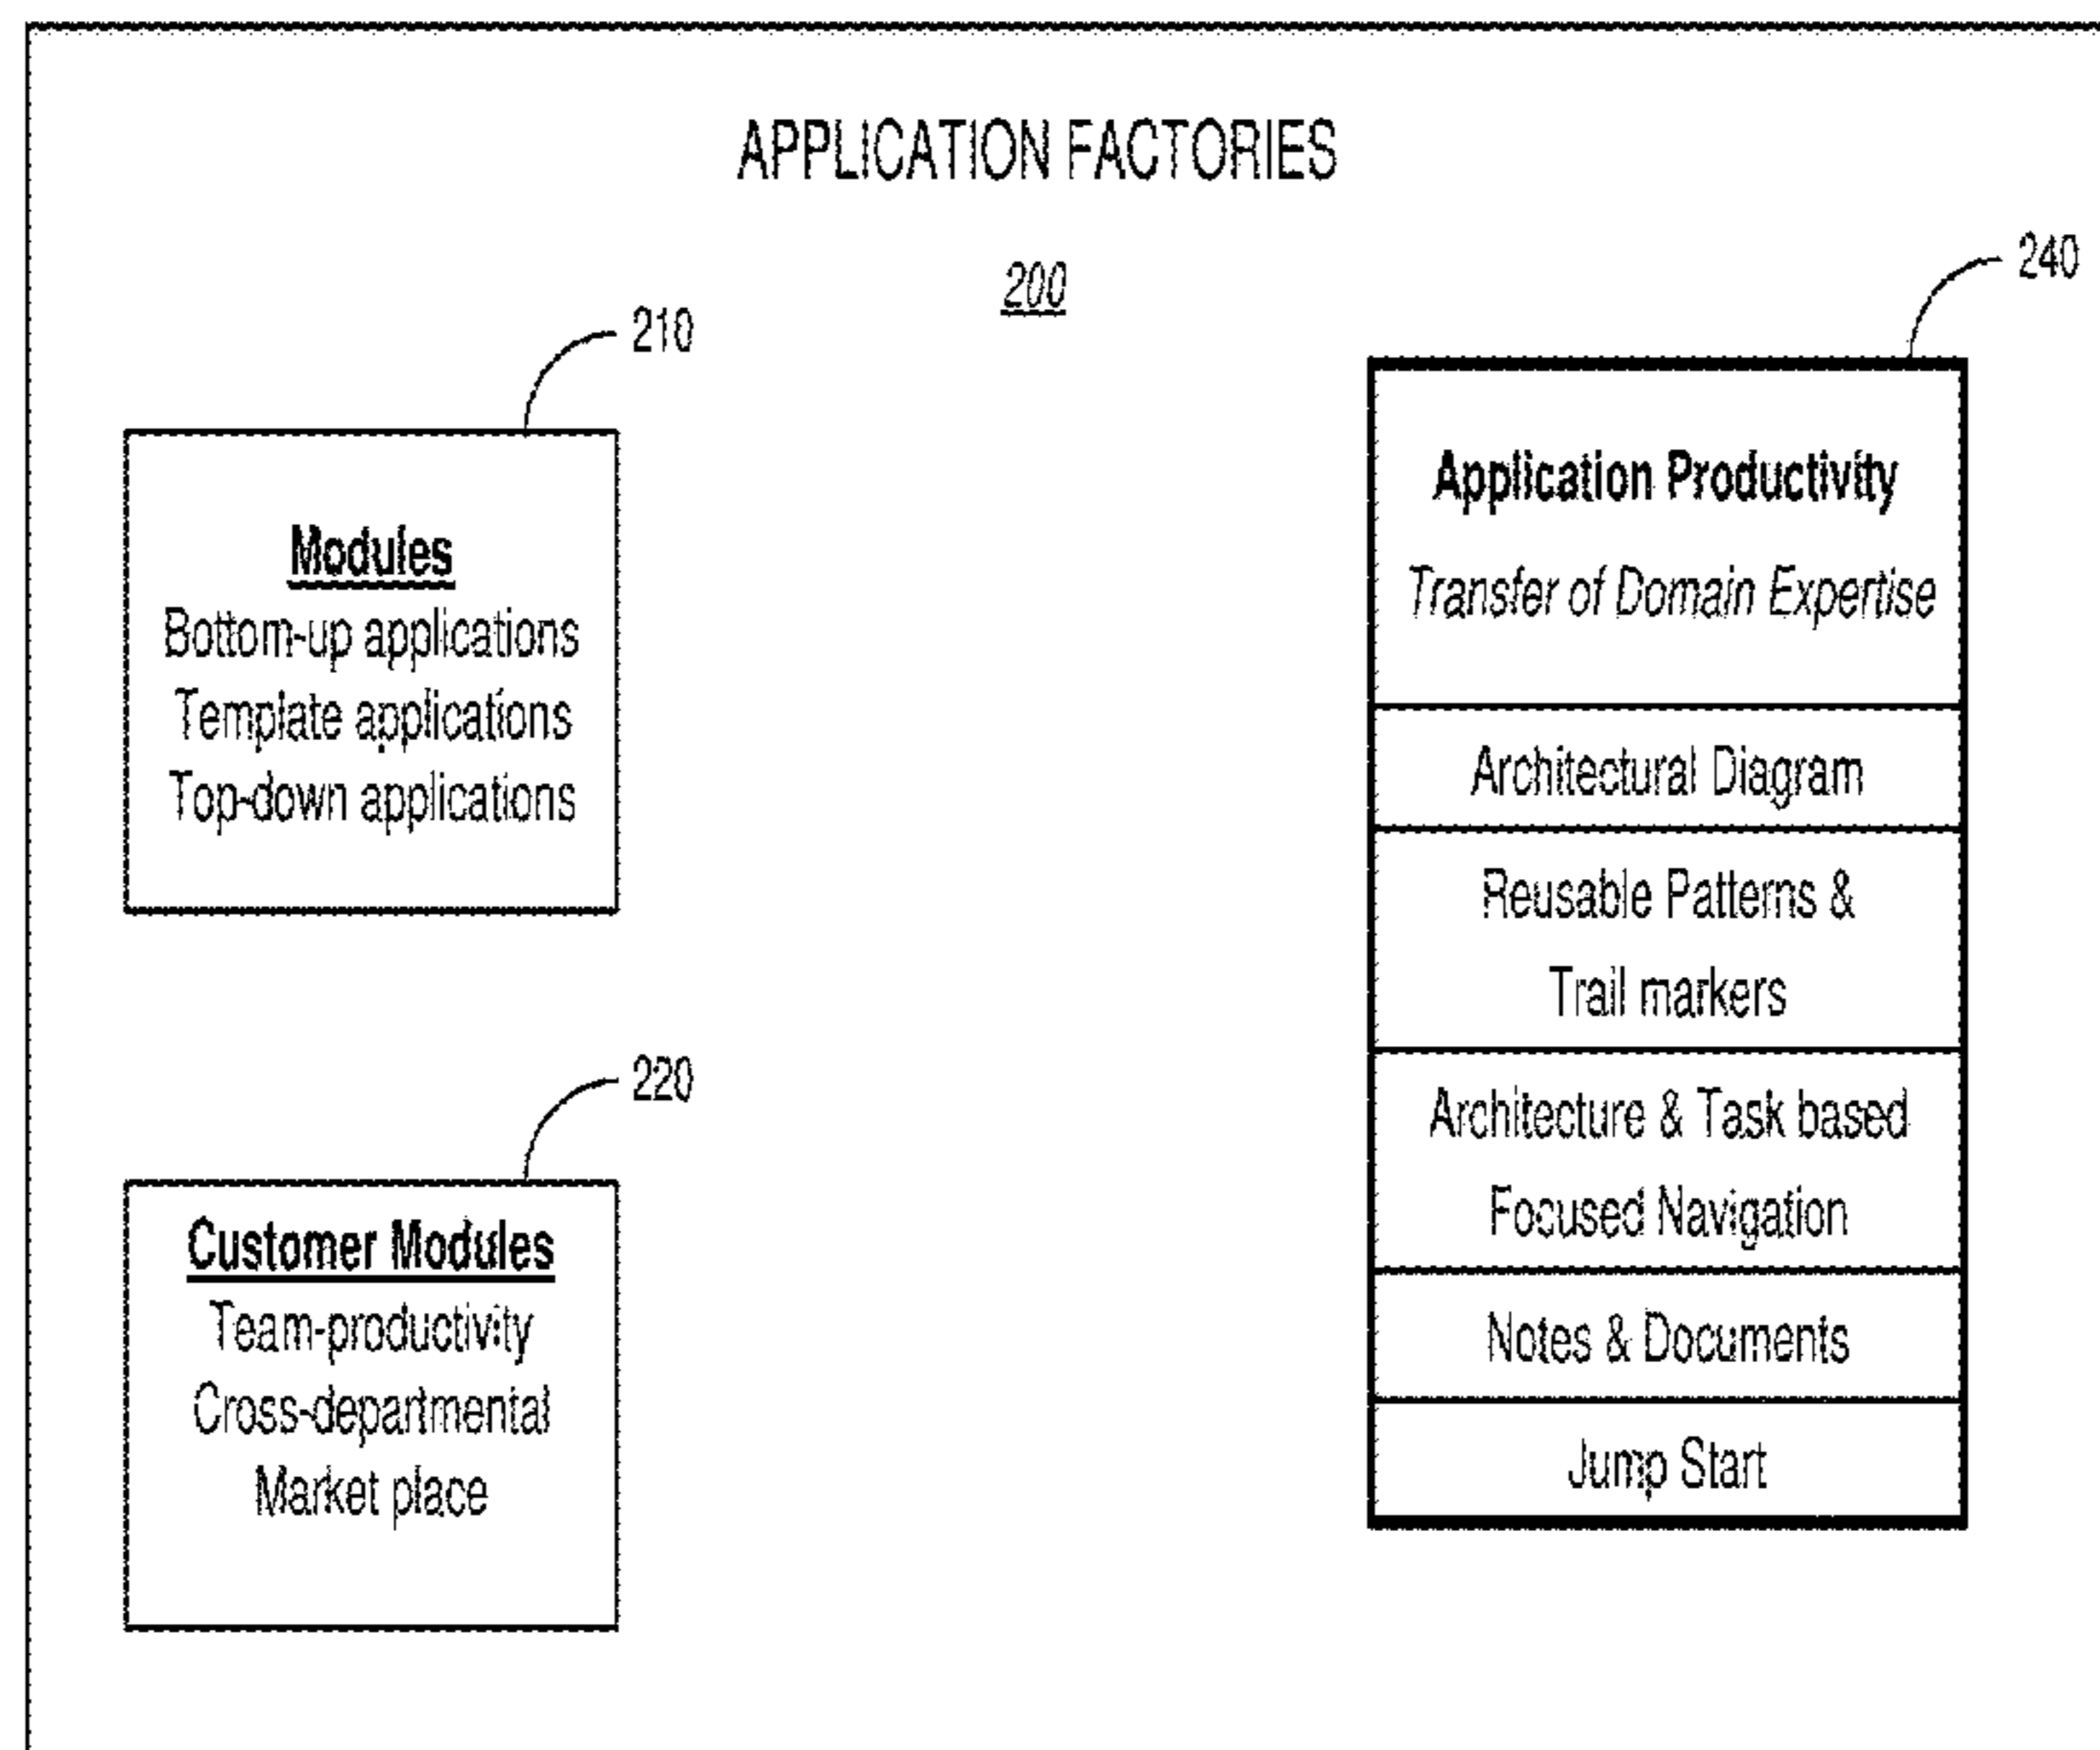 APPLICATION FACTORIES
200
210
Modules
Bottom-up applications
Template applications
Top-down applications
220
Customer Modules
Team-productivity
Cross-departmental
Market place
240
Application Productivity
Transfer of Domain Expertise
Architectural Diagram
Reusable Patterns &
Trail markers
Architecture & Task based
Focused Navigation
Notes & Documents
Jump Start